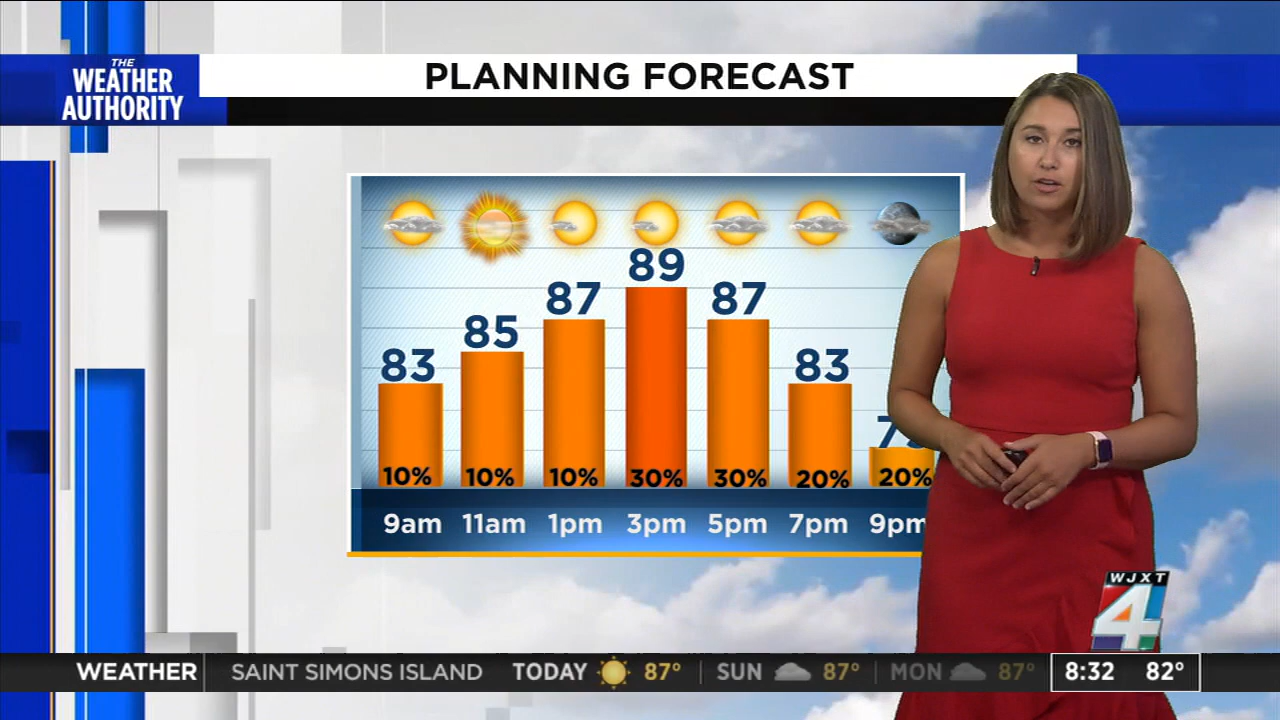 THE
WEATHER
AUTHORITY
PLANNING FORECAST
83 85 87 89 87 83
10% 10% 10% 30% 30% 20% 20%
9am 11am 1pm 3pm 5pm 7pm 9pm
WJXT
4
WEATHER SAINT SIMONS ISLAND TODAY 87° SUN 87° MON 87° 8:32 82°